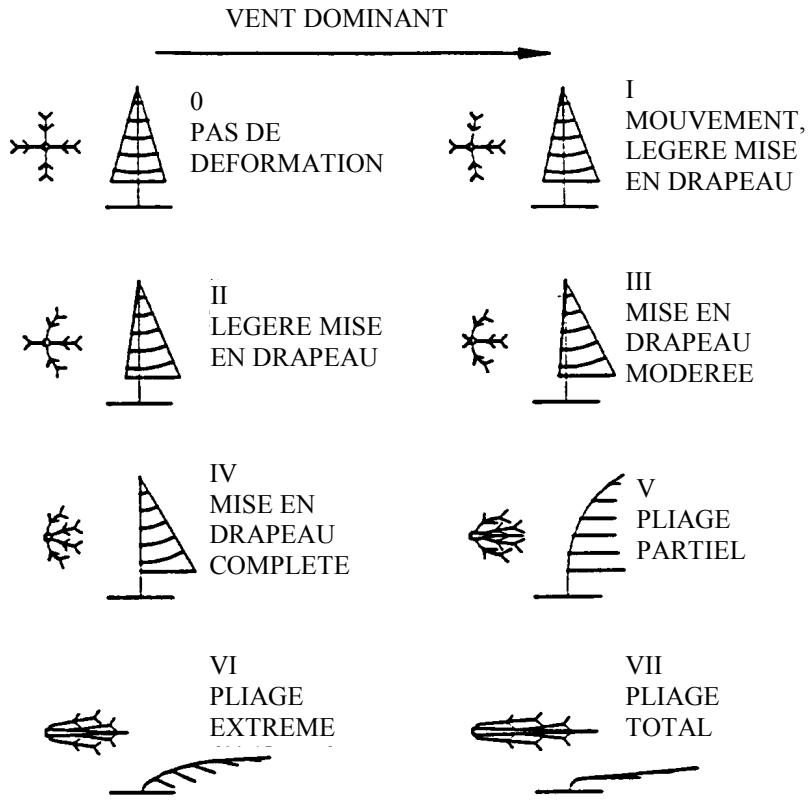 VENT DOMINANT
0
PAS DE
DEFORMATION
I
MOUVEMENT,
LEGERE MISE
EN DRAPEAU
II
LEGERE MISE
EN DRAPEAU
III
MISE EN
DRAPEAU
MODEREE
IV
MISE EN
DRAPEAU
COMPLETE
V
PLIAGE
PARTIEL
VI
PLIAGE
EXTREME
VII
PLIAGE
TOTAL